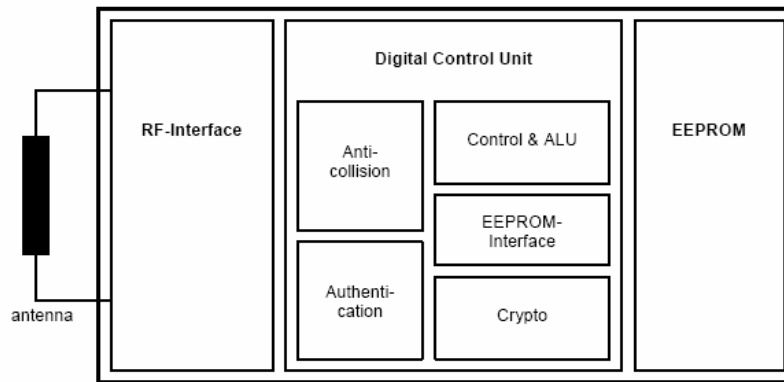 Digital Control Unit
RF-Interface
EEPROM
Anti-
collision
Control & ALU
EEPROM-
Interface
Authenti-
cation
Crypto
antenna